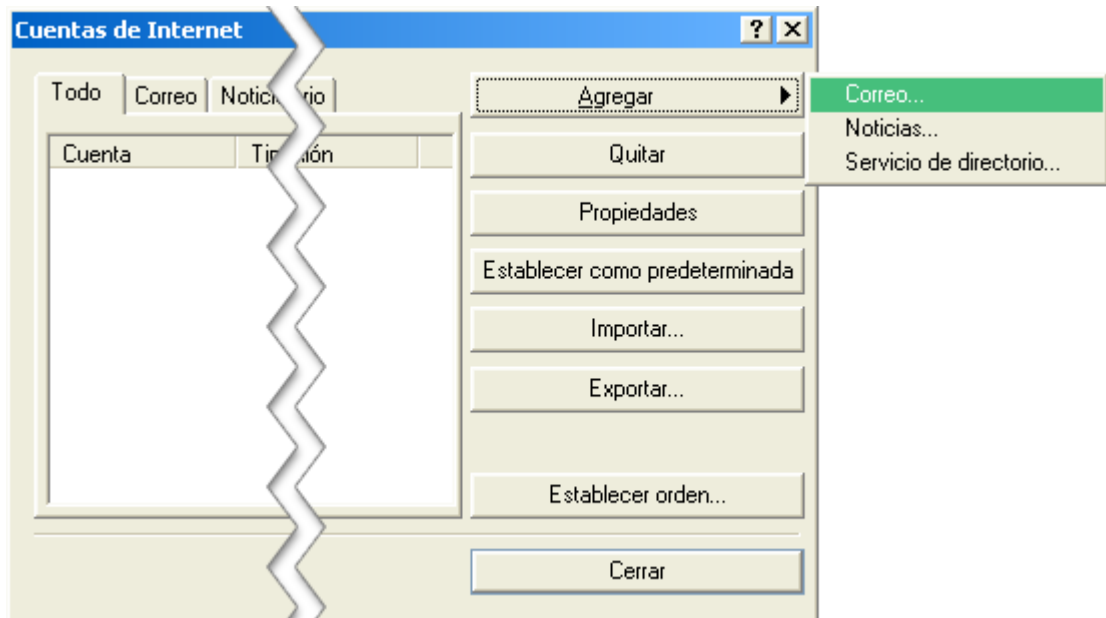 Cuentas de Internet
Todo Correo
Agregar
Correo...
Noticias...
Servicio de directorio...
Cuenta
Quitar
Propiedades
Establecer como predeterminada
Importar...
Exportar...
Establecer orden...
Cerrar